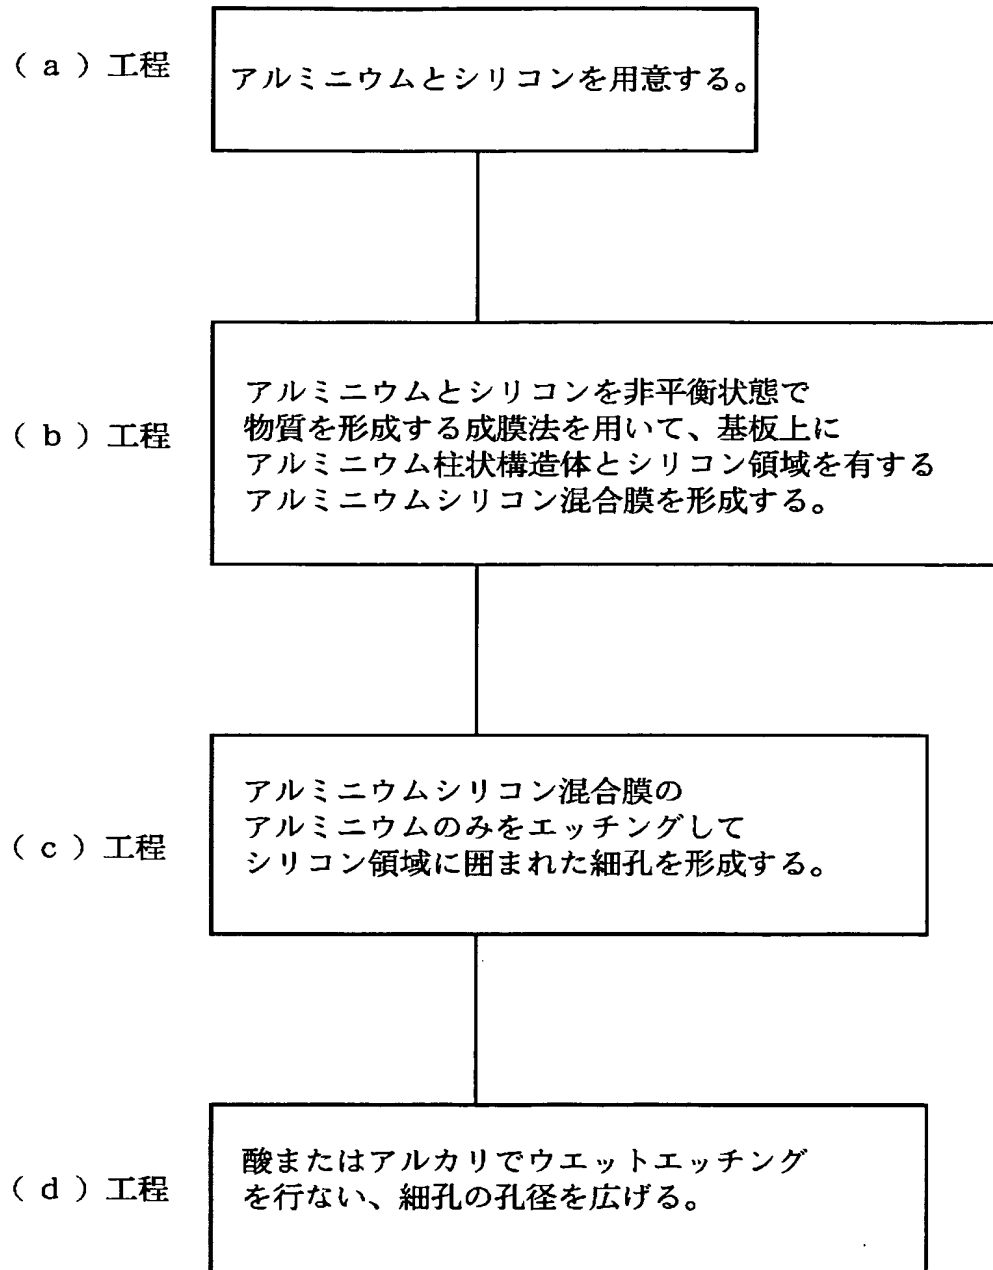 (a)工程
アルミニウムとシリコンを用意する。
(b)工程
アルミニウムとシリコンを非平衡状態で
物質を形成する成膜法を用いて、基板上に
アルミニウム柱状構造体とシリコン領域を有する
アルミニウムシリコン混合膜を形成する。
(c)工程
アルミニウムシリコン混合膜の
アルミニウムのみをエッチングして
シリコン領域に囲まれた細孔を形成する。
(d)工程
酸またはアルカリでウエットエッチング
を行ない、細孔の孔径を広げる。